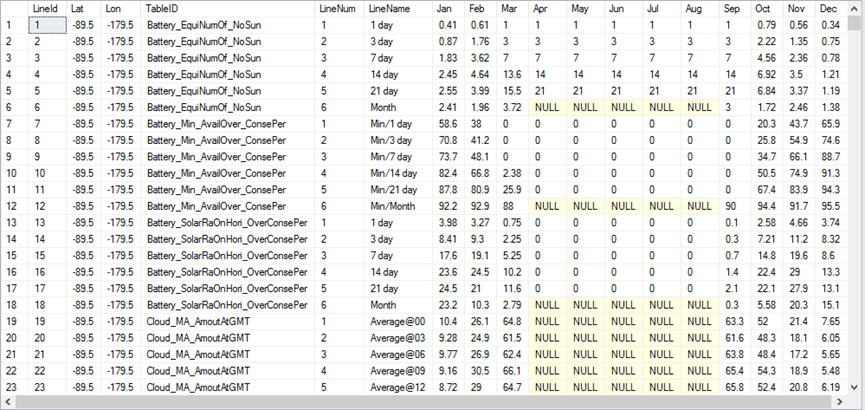 LineId Lat Lon TableID LineNum LineName Jan Feb Mar Apr May Jun Jul Aug Sep Oct Nov Dec
1 1 -89.5 -179.5 Battery_EquiNumOf_NoSun 1 1 day 0.41 0.61 1 1 1 1 1 1 1 0.79 0.56 0.34
2 2 -89.5 -179.5 Battery_EquiNumOf_NoSun 2 3 day 0.87 1.76 3 3 3 3 3 3 3 2.22 1.35 0.75
3 3 -89.5 -179.5 Battery_EquiNumOf_NoSun 3 7 day 1.83 3.62 7 7 7 7 7 7 7 4.56 2.36 0.78
4 4 -89.5 -179.5 Battery_EquiNumOf_NoSun 4 14 day 2.45 4.64 13.6 14 14 14 14 14 14 6.92 3.5 1.21
5 5 -89.5 -179.5 Battery_EquiNumOf_NoSun 5 21 day 2.55 3.99 15.5 21 21 21 21 21 21 6.84 3.37 1.19
6 6 -89.5 -179.5 Battery_EquiNumOf_NoSun 6 Month 2.41 1.96 3.72 NULL NULL NULL NULL NULL 3 1.72 2.46 1.38
7 7 -89.5 -179.5 Battery_Min_AvailOver_ConsePer 1 Min/1 day 58.6 38 0 0 0 0 0 0 0 20.3 43.7 65.9
8 8 -89.5 -179.5 Battery_Min_AvailOver_ConsePer 2 Min/3 day 70.8 41.2 0 0 0 0 0 0 0 25.8 54.9 74.6
9 9 -89.5 -179.5 Battery_Min_AvailOver_ConsePer 3 Min/7 day 73.7 48.1 0 0 0 0 0 0 0 34.7 66.1 88.7
10 10 -89.5 -179.5 Battery_Min_AvailOver_ConsePer 4 Min/14 day 82.4 66.8 2.38 0 0 0 0 0 0 50.5 74.9 91.3
11 11 -89.5 -179.5 Battery_Min_AvailOver_ConsePer 5 Min/21 day 87.8 80.9 25.9 0 0 0 0 0 0 67.4 83.9 94.3
12 12 -89.5 -179.5 Battery_Min_AvailOver_ConsePer 6 Min/Month 92.2 92.9 88 NULL NULL NULL NULL NULL 90 94.4 91.7 95.5
13 13 -89.5 -179.5 Battery_SolarRaOnHori_OverConsePer 1 1 day 3.98 3.27 0.75 0 0 0 0 0 0.1 2.58 4.66 3.74
14 14 -89.5 -179.5 Battery_SolarRaOnHori_OverConsePer 2 3 day 8.41 9.3 2.25 0 0 0 0 0 0.3 7.21 11.2 8.32
15 15 -89.5 -179.5 Battery_SolarRaOnHori_OverConsePer 3 7 day 17.6 19.1 5.25 0 0 0 0 0 0.7 14.8 19.6 8.6
16 16 -89.5 -179.5 Battery_SolarRaOnHori_OverConsePer 4 14 day 23.6 24.5 10.2 0 0 0 0 0 1.4 22.4 29 13.3
17 17 -89.5 -179.5 Battery_SolarRaOnHori_OverConsePer 5 21 day 24.5 21 11.6 0 0 0 0 0 2.1 22.1 27.9 13.1
18 18 -89.5 -179.5 Battery_SolarRaOnHori_OverConsePer 6 Month 23.2 10.3 2.79 NULL NULL NULL NULL NULL 0.3 5.58 20.3 15.1
19 19 -89.5 -179.5 Cloud_MA_AmoutAtGMT 1 Average@00 10.4 26.1 64.8 NULL NULL NULL NULL NULL 63.3 52 21.4 7.65
20 20 -89.5 -179.5 Cloud_MA_AmoutAtGMT 2 Average@03 9.28 24.9 61.5 NULL NULL NULL NULL NULL 61.6 48.3 18.1 6.05
21 21 -89.5 -179.5 Cloud_MA_AmoutAtGMT 3 Average@06 9.77 26.9 62.4 NULL NULL NULL NULL NULL 63.8 48.4 17.2 5.65
22 22 -89.5 -179.5 Cloud_MA_AmoutAtGMT 4 Average@09 9.16 30.5 66.1 NULL NULL NULL NULL NULL 65.4 54.3 18.9 5.48
23 23 -89.5 -179.5 Cloud_MA_AmoutAtGMT 5 Average@12 8.72 29 64.7 NULL NULL NULL NULL NULL 65.8 52.4 20.8 6.19